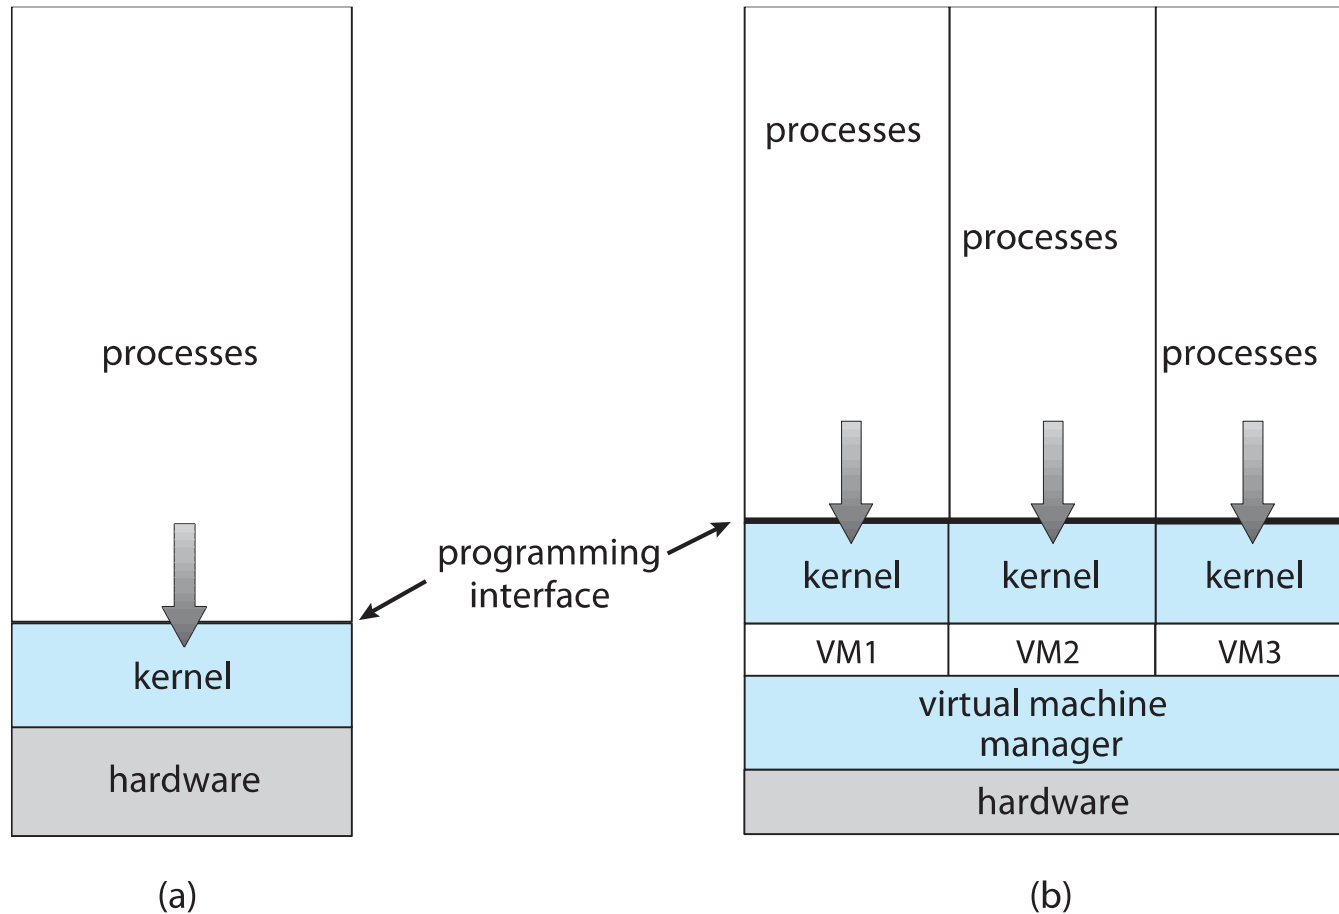 processes
kernel
hardware
(a)
programming
interface
processes
processes
processes
kernel
kernel
kernel
VM1
VM2
VM3
virtual machine
manager
hardware
(b)